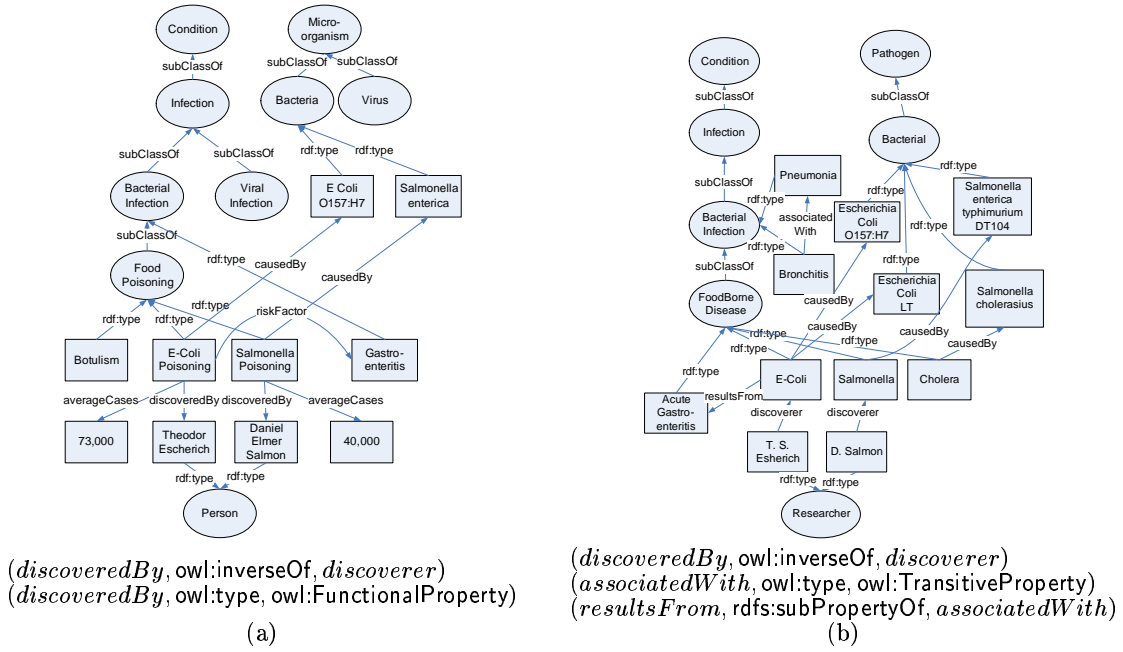 Condition
Micro-
organism
subClassOf
subClassOf
subClassOf
Infection
Bacteria
Virus
subClassOf
subClassOf
rdf:type
rdf:type
Bacterial
Infection
Viral
Infection
E Coli
O157:H7
Salmonella
enterica
subClassOf
rdf:type
causedBy
causedBy
Food
Poisoning
rdf:type
rdf:type
rdf:type
riskFactor
Botulism
E-Coli
Poisoning
Salmonella
Poisoning
Gastro-
enteritis
averageCases
discoveredBy
discoveredBy
averageCases
73,000
Theodor
Escherich
Daniel
Elmer
Salmon
40,000
rdf:type
rdf:type
Person
(discoveredBy, owl:inverseOf, discoverer)
(discoveredBy, owl:type, owl:FunctionalProperty)
(a)
Condition
Pathogen
subClassOf
subClassOf
Infection
Bacterial
subClassOf
rdf:type
rdf:type
rdf:type
Pneumonia
Salmonella
enterica
typhimurium
DT104
Bacterial
Infection
associated
With
Escherichia
Coli
O157:H7
rdf:type
rdf:type
rdf:type
subClassOf
Bronchitis
Escherichia
Coli
LT
Salmonella
cholerasius
FoodBorne
Disease
causedBy
causedBy
causedBy
causedBy
rdf:type
rdf:type
rdf:type
rdf:type
E-Coli
Salmonella
Cholera
resultsFrom
Acute
Gastro-
enteritis
discoverer
discoverer
T. S.
Esherich
D. Salmon
rdf:type
rdf:type
Researcher
(discoveredBy, owl:inverseOf, discoverer)
(associatedWith, owl:type, owl:TransitiveProperty)
(resultsFrom, rdfs:subPropertyOf, associatedWith)
(b)